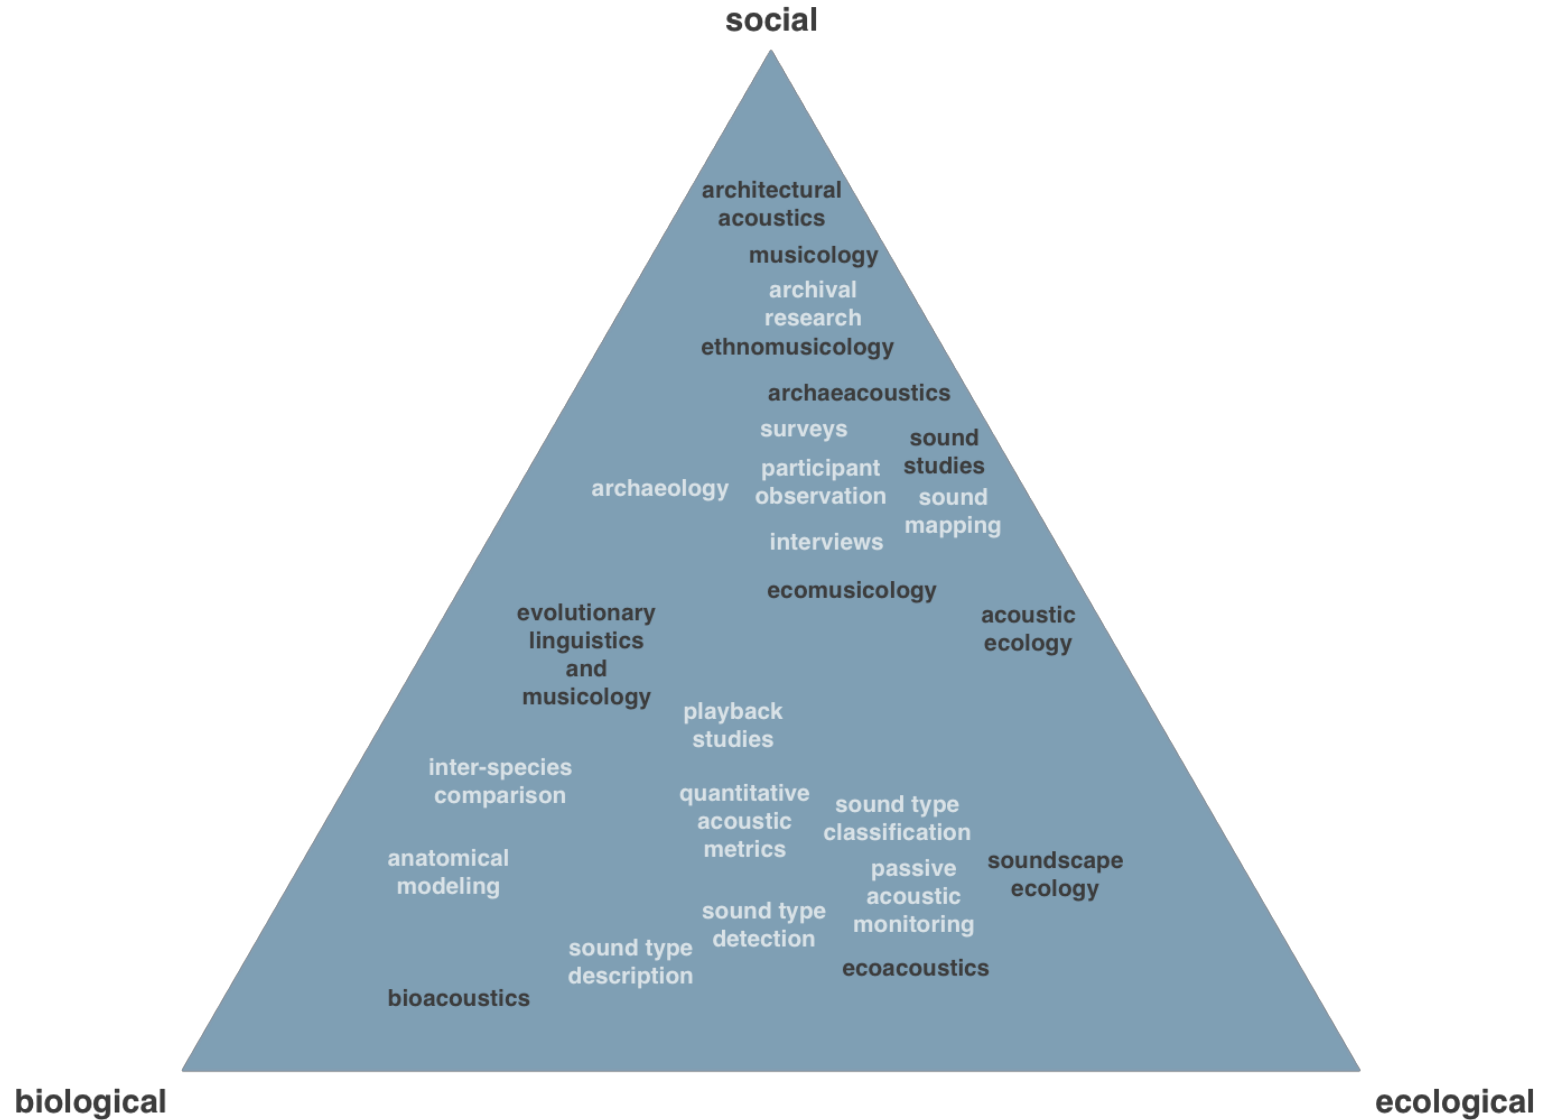 social
architectural
acoustics
musicology
archival
research
ethnomusicology
archaeacoustics
surveys
sound
studies
participant
observation
archaeology
sound
mapping
interviews
ecomusicology
evolutionary
linguistics
and
musicology
acoustic
ecology
playback
studies
inter-species
comparison
quantitative
acoustic
metrics
sound type
classification
anatomical
modeling
passive
acoustic
monitoring
soundscape
ecology
sound type
detection
sound type
description
ecoacoustics
bioacoustics
biological
ecological